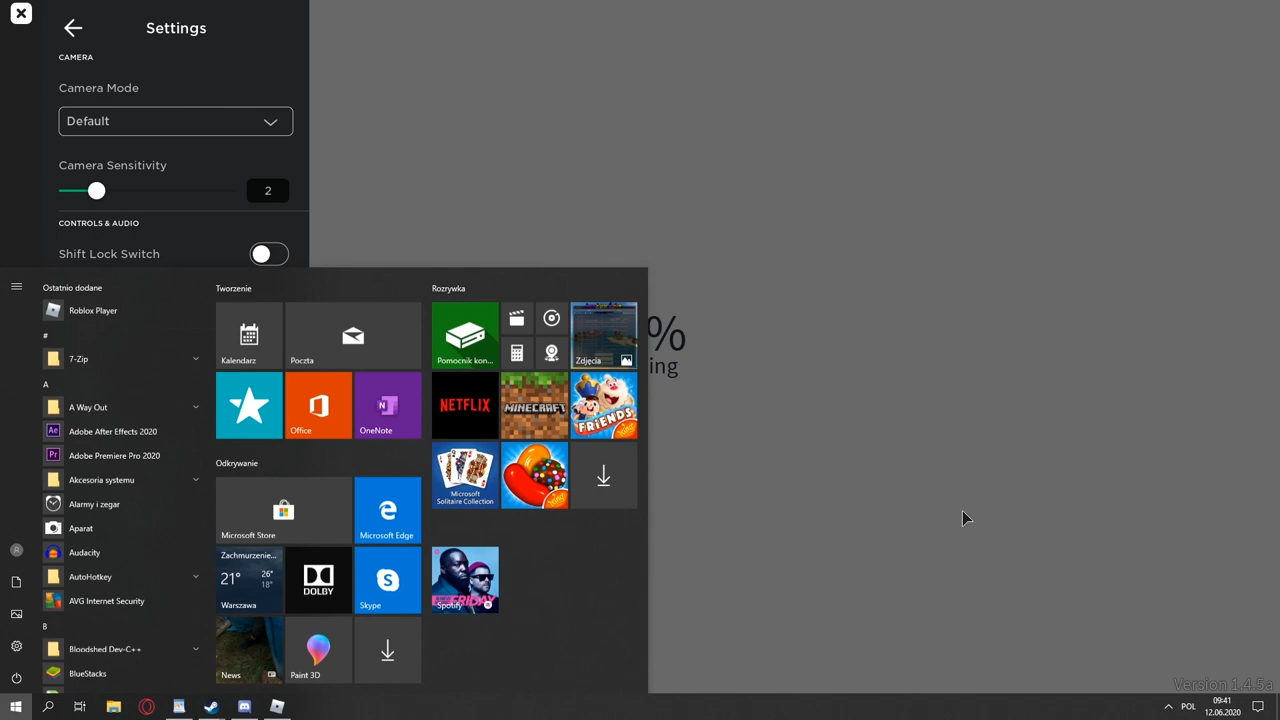 Settings
CAMERA
Camera Mode
Default
Camera Sensitivity
2
CONTROLS & AUDIO
Shift Lock Switch
%
ing
Ostatnio dodane
Roblox Player
#
7-Zip
A
A Way Out
Ae
Adobe After Effects 2020
Pr
Adobe Premiere Pro 2020
Akcesoria systemu
Alarmy i zegar
Aparat
Audacity
AutoHotkey
AVG Internet Security
B
Bloodshed Dev-C++
BlueStacks
Tworzenie
Kalendarz
Poczta
Office
N
OneNote
Odkrywanie
Microsoft Store
Microsoft Edge
Zachmurzenie...
21°
26°
18°
Warszawa
DOLBY
S
Skype
News
Paint 3D
Rozrywka
Pomocnik kon...
Zdjęcia
NETFLIX
MINECRAFT
FRIENDS
King
Microsoft
Solitaire Collection
King
FRIDAY
Spotify
Version 1.4.5a
POL
09:41
12.06.2020